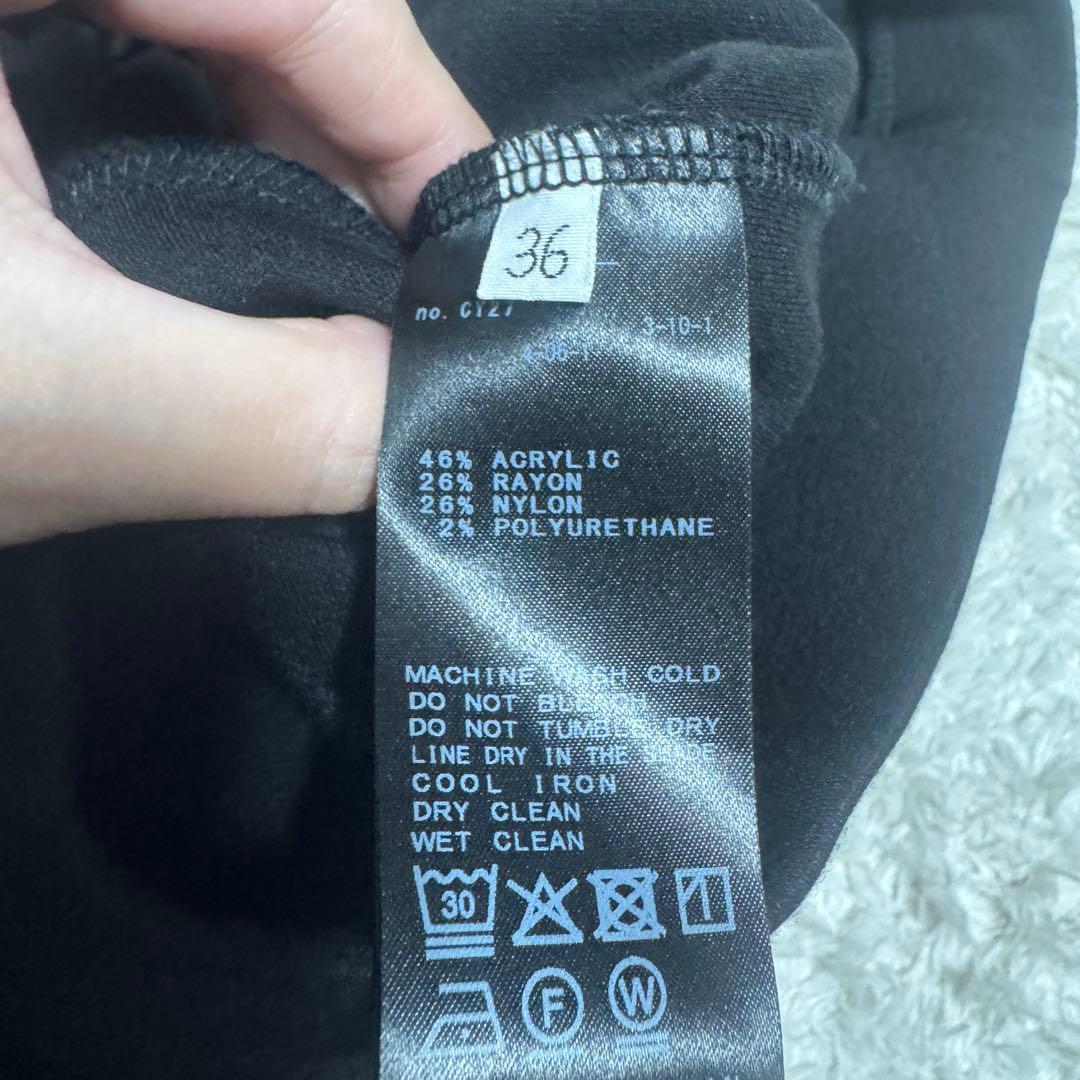 36
no. CY27
3-10-1
46% ACRYLIC
26% RAYON
26% NYLON
2% POLYURETHANE
MACHINE WASH COLD
DO NOT BLEACH
DO NOT TUMBLE DRY
LINE DRY IN THE SHADE
COOL IRON
DRY CLEAN
WET CLEAN
30
F W